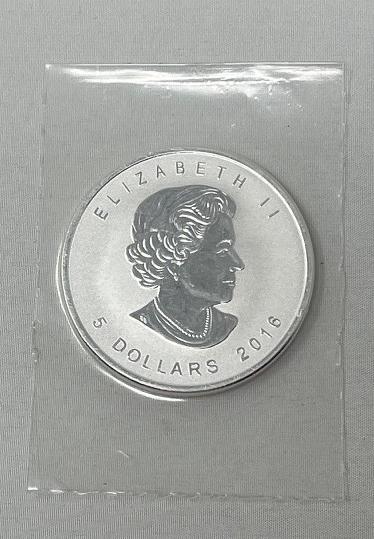 ELIZABETH II
5 DOLLARS 2016